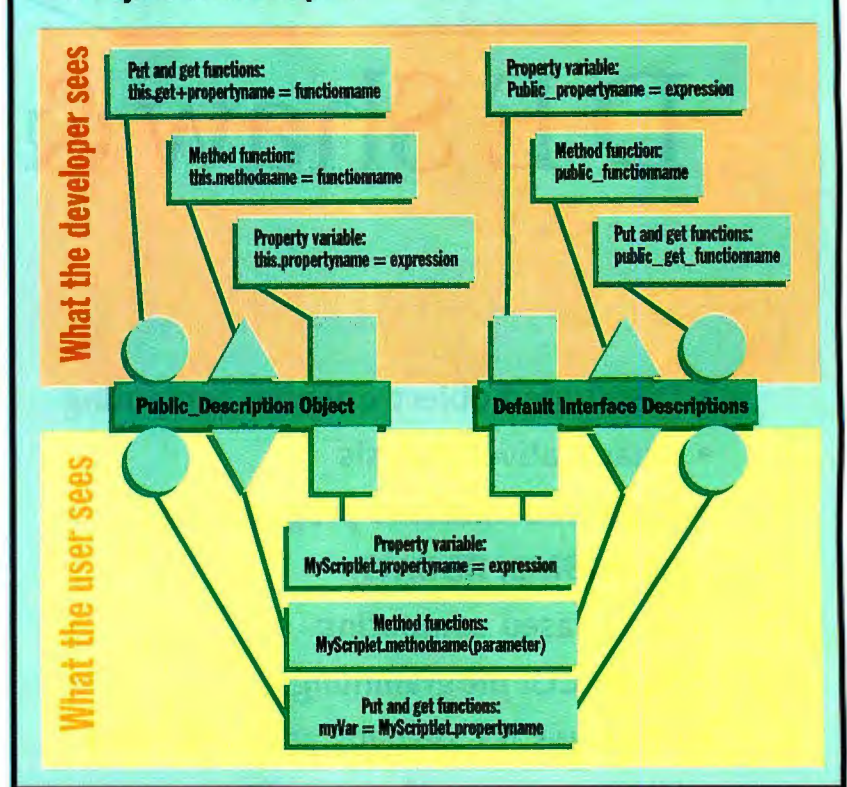 What the developer sees
Put and get functions:
this.get+propertyname = functionname
Method function:
this.methodname = functionname
Property variable:
this.propertyname = expression
Property variable:
Public_propertyname = expression
Method function:
public_functionname
Put and get functions:
public_get_functionname
Public_Description Object
Default Interface Descriptions
What the user sees
Property variable:
MyScriptlet.propertyname = expression
Method functions:
MyScriplet.methodname(parameter)
Put and get functions:
myVar = MyScriptlet.propertyname